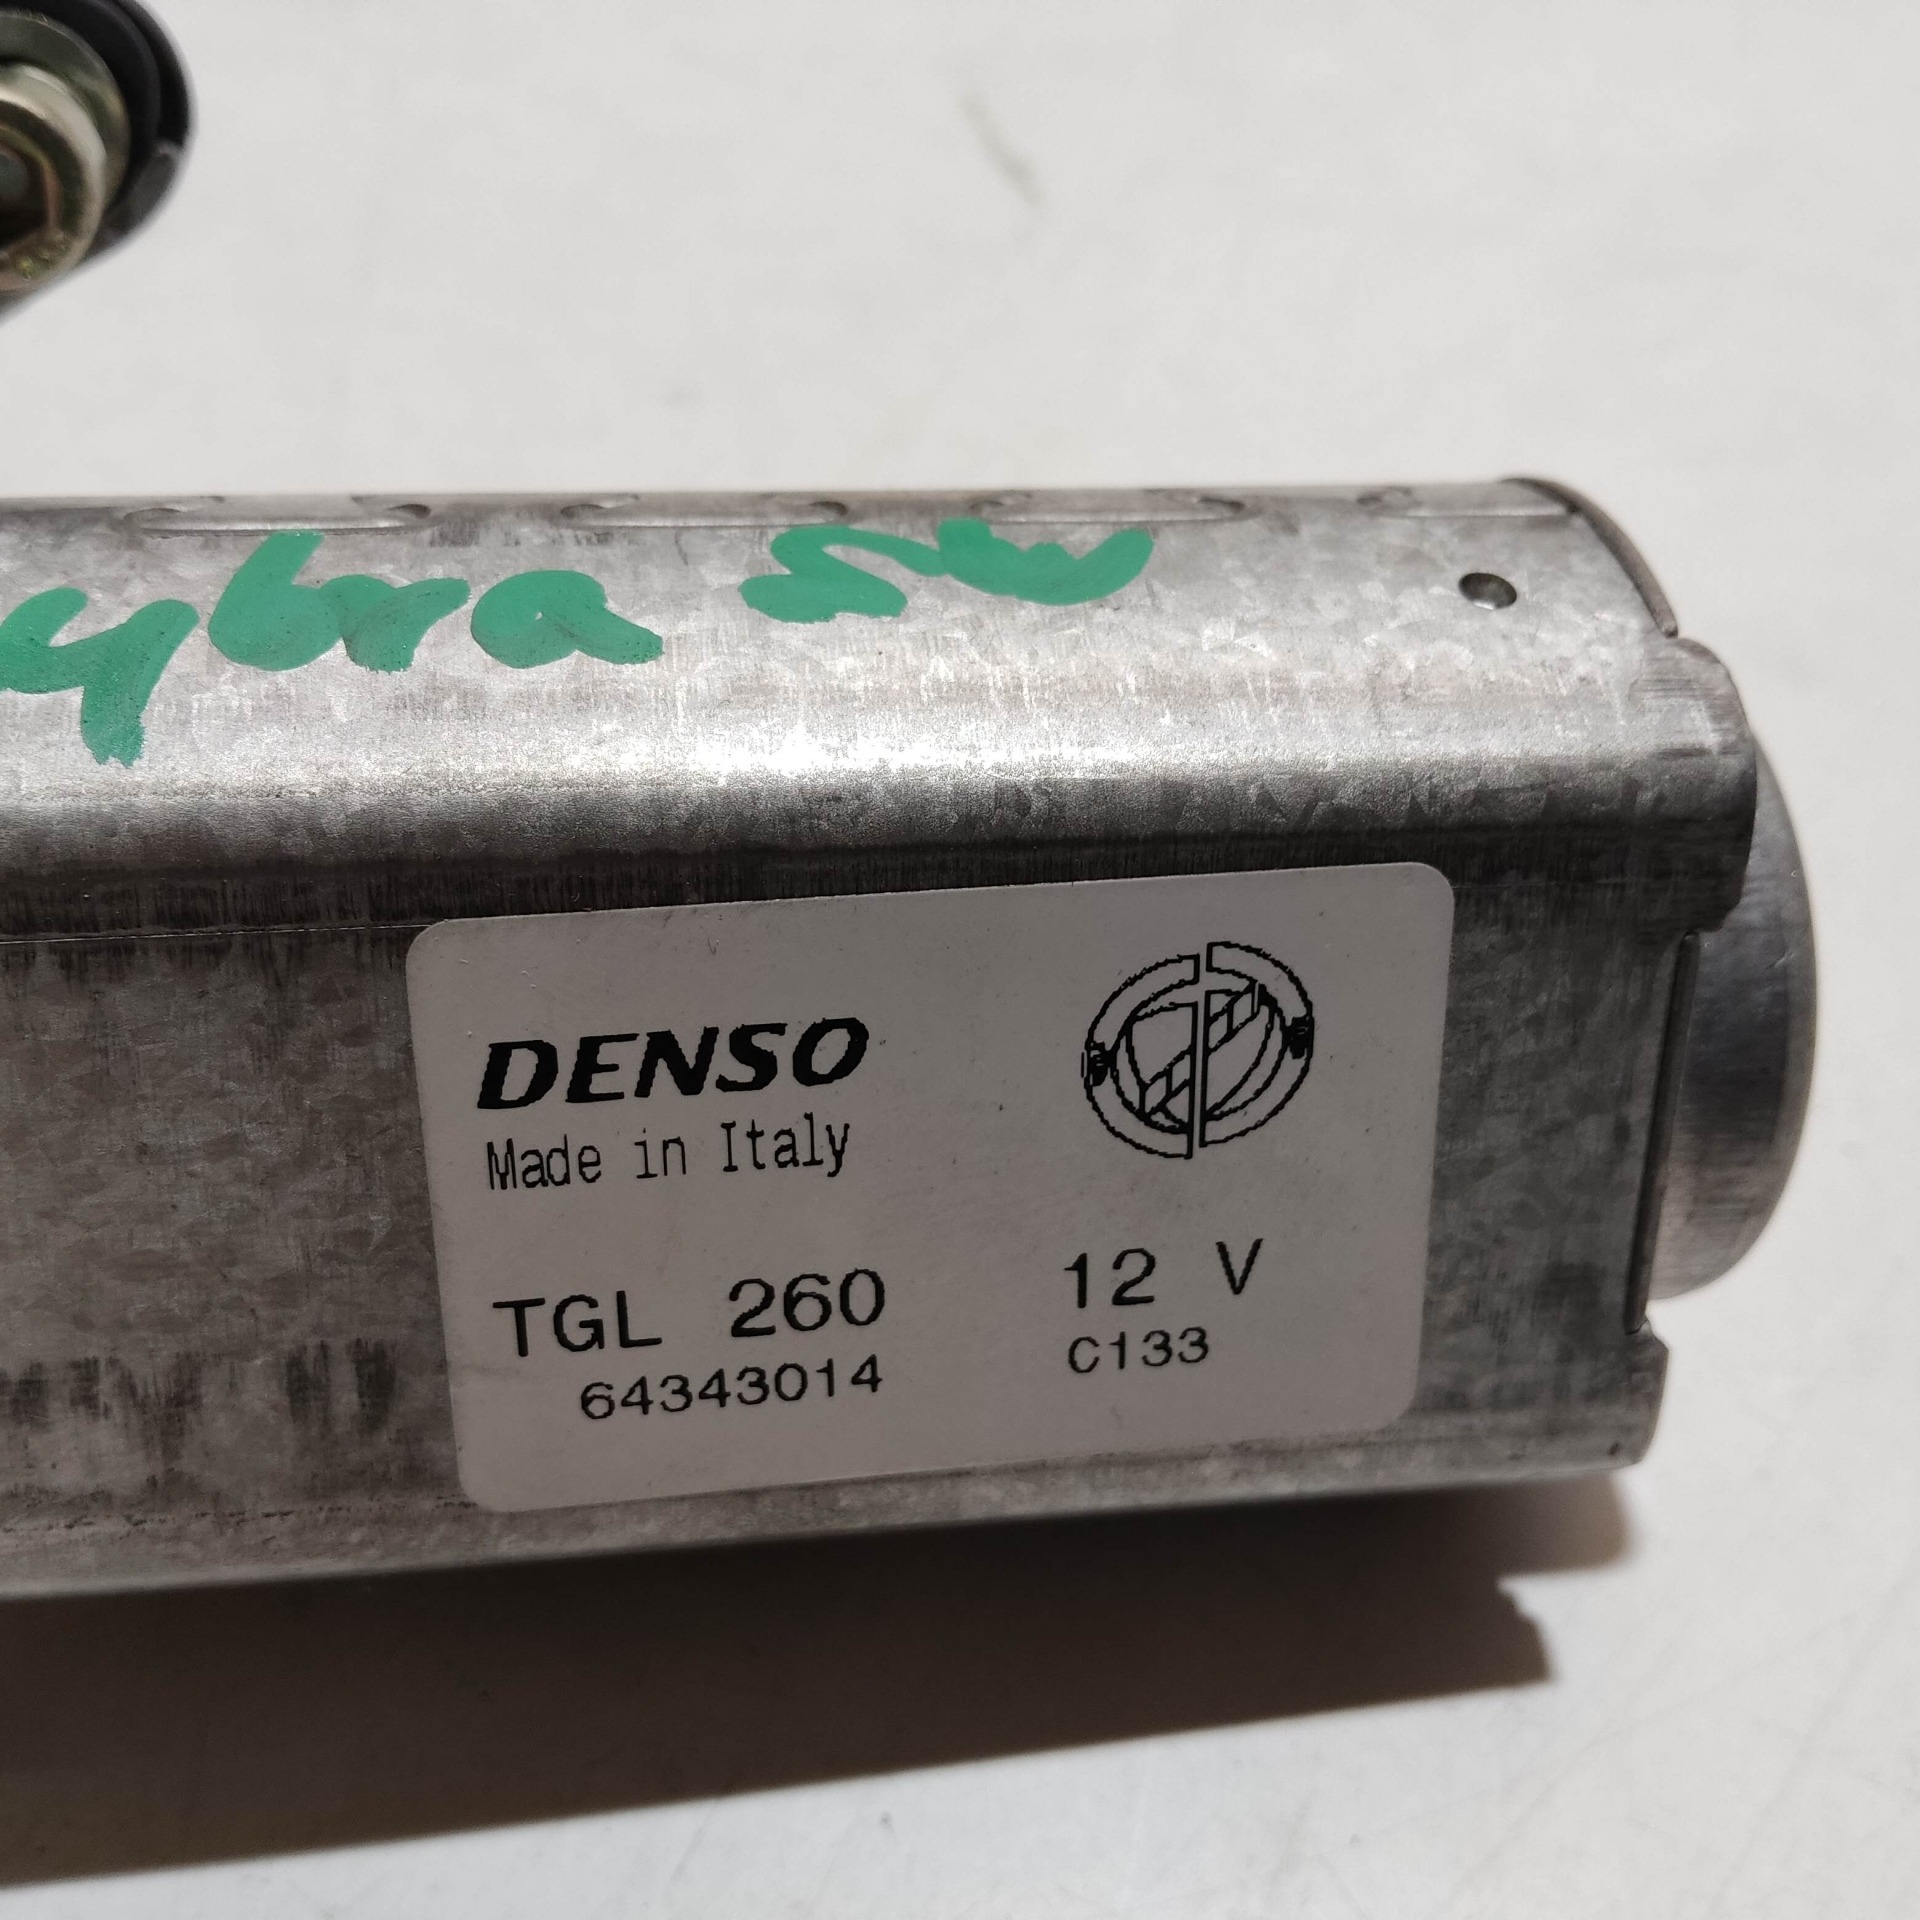 ybra SW
DENSO
Made in Italy
TGL 260 12 V
64343014 C133